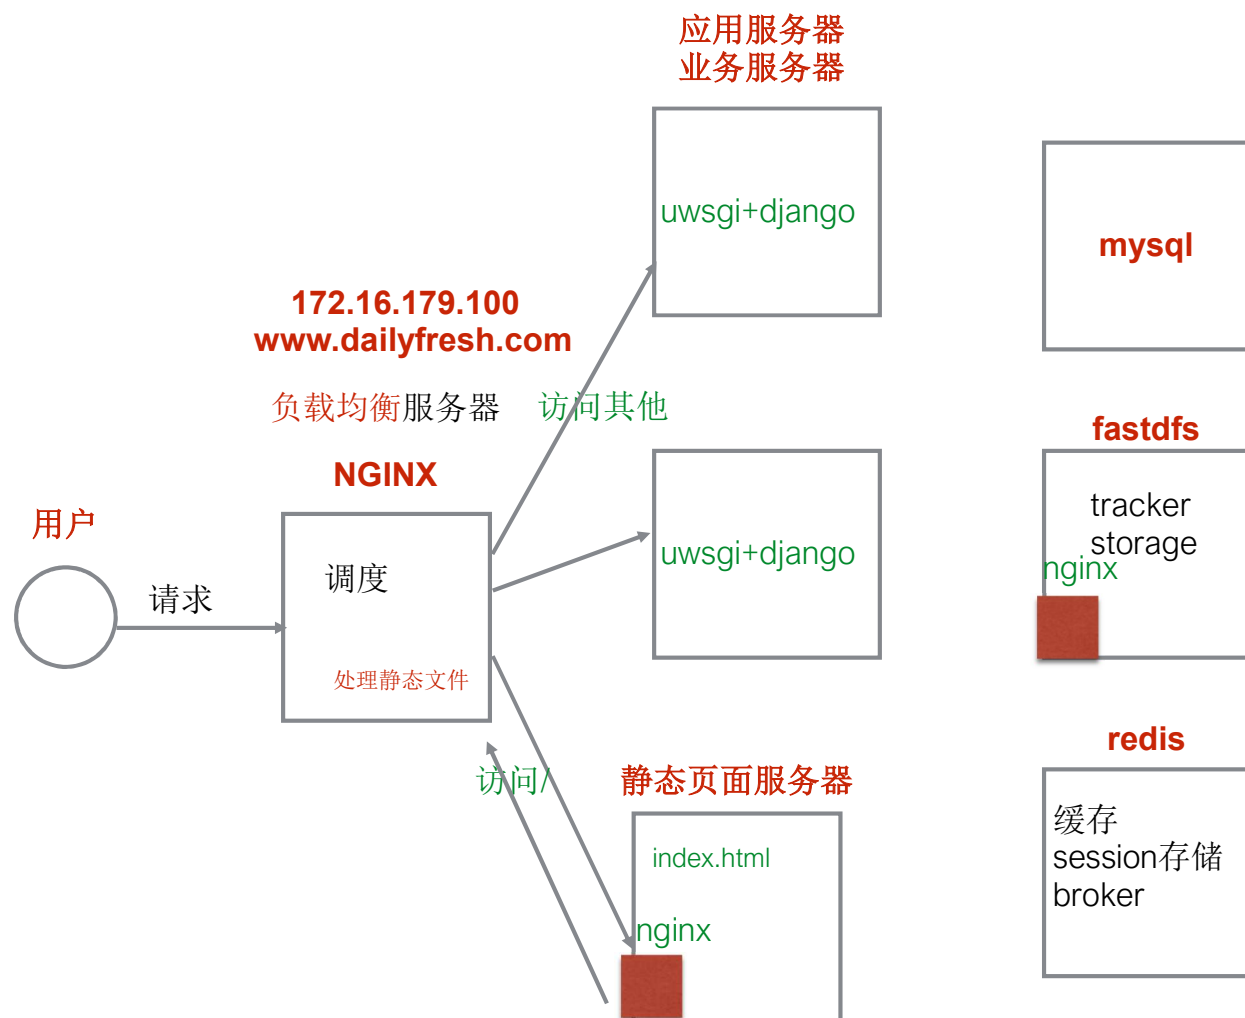 应用服务器
业务服务器
uwsgi+django
mysql
172.16.179.100
www.dailyfresh.com
负载均衡服务器
访问其他
NGINX
fastdfs
用户
请求
调度
处理静态文件
uwsgi+django
tracker
storage
nginx
访问/
静态页面服务器
index.html
nginx
redis
缓存
session存储
broker